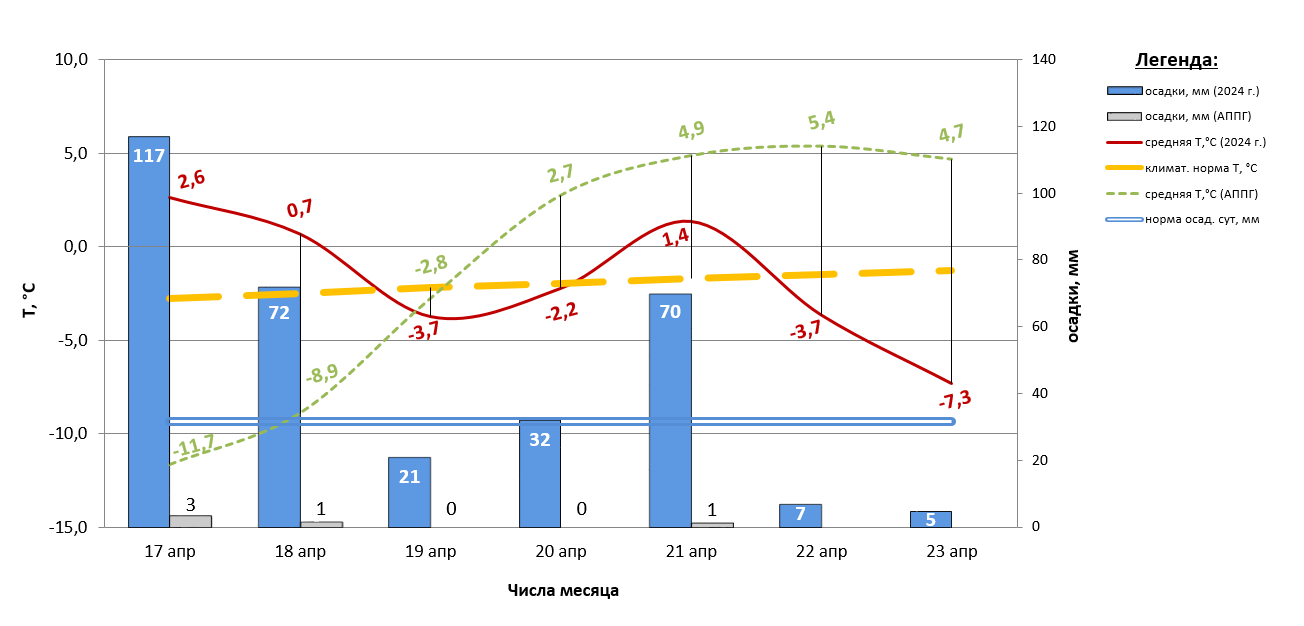 Легенда:
осадки, мм (2024 г.)
осадки, мм (АППГ)
средняя Т,°С (2024 г.)
климат. норма Т, °С
средняя Т,°С (АППГ)
норма осад. сут, мм
Т, °С
10,0
5,0
0,0
-5,0
-10,0
-15,0
осадки, мм
140
120
100
80
60
40
20
0
117
72
21
32
70
7
5
3
1
0
0
1
2,6
0,7
-3,7
-2,2
1,4
-3,7
-7,3
-11,7
-8,9
-2,8
2,7
4,9
5,4
4,7
17 апр
18 апр
19 апр
20 апр
21 апр
22 апр
23 апр
Числа месяца